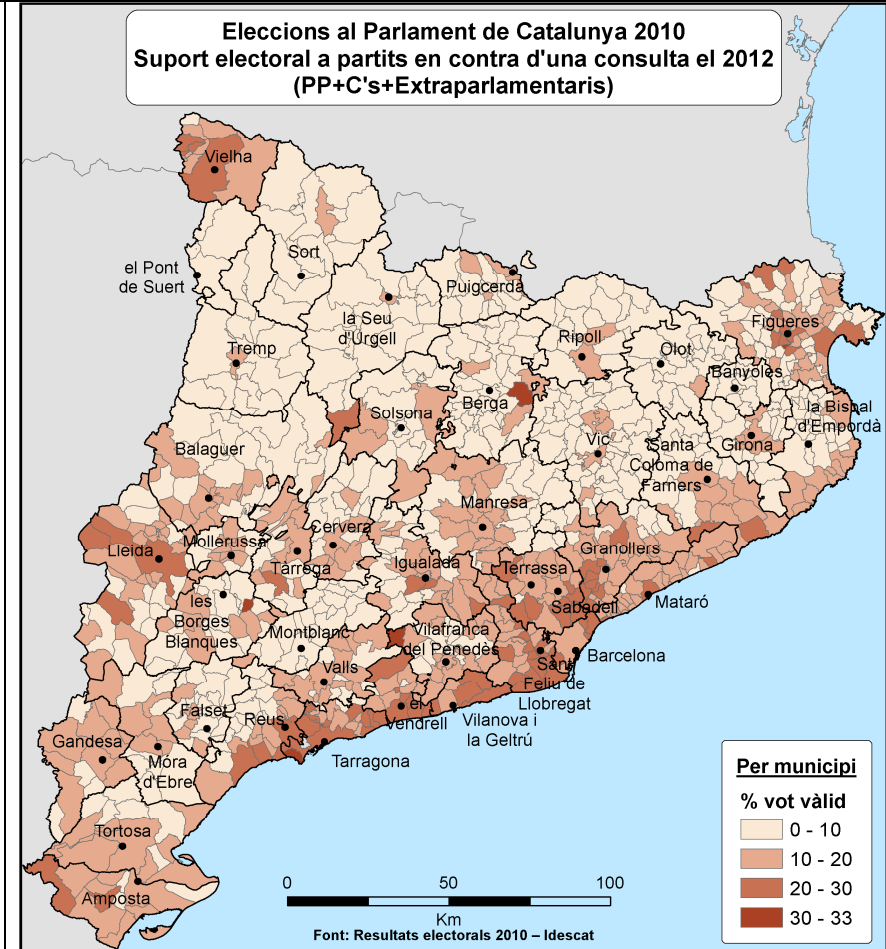 Eleccions al Parlament de Catalunya 2010
Suport electoral a partits en contra d'una consulta el 2012
(PP+C's+Extraparlamentaris)
Vielha
el Pont
de Suert
Sort
Puigcerdà
la Seu
d'Urgell
Tremp
Ripoll
Olot
Figueres
Banyoles
Berga
Solsona
la Bisbal
d'Empordà
Girona
Vic
Santa
Coloma de
Farners
Balaguer
Manresa
Cervera
Mollerussa
Lleida
Tàrrega
Igualada
Terrassa
Granollers
Sabadell
Mataró
les
Borges
Blanques
Montblanc
Vilafranca
del Penedès
Barcelona
Sant
Feliu de
Llobregat
Valls
el
Vendrell
Vilanova i
la Geltrú
Falset
Reus
Tarragona
Gandesa
Móra
d'Ebre
Tortosa
Amposta
Per municipi
% vot vàlid
0 - 10
10 - 20
20 - 30
30 - 33
0 50 100
Km
Font: Resultats electorals 2010 – Idescat